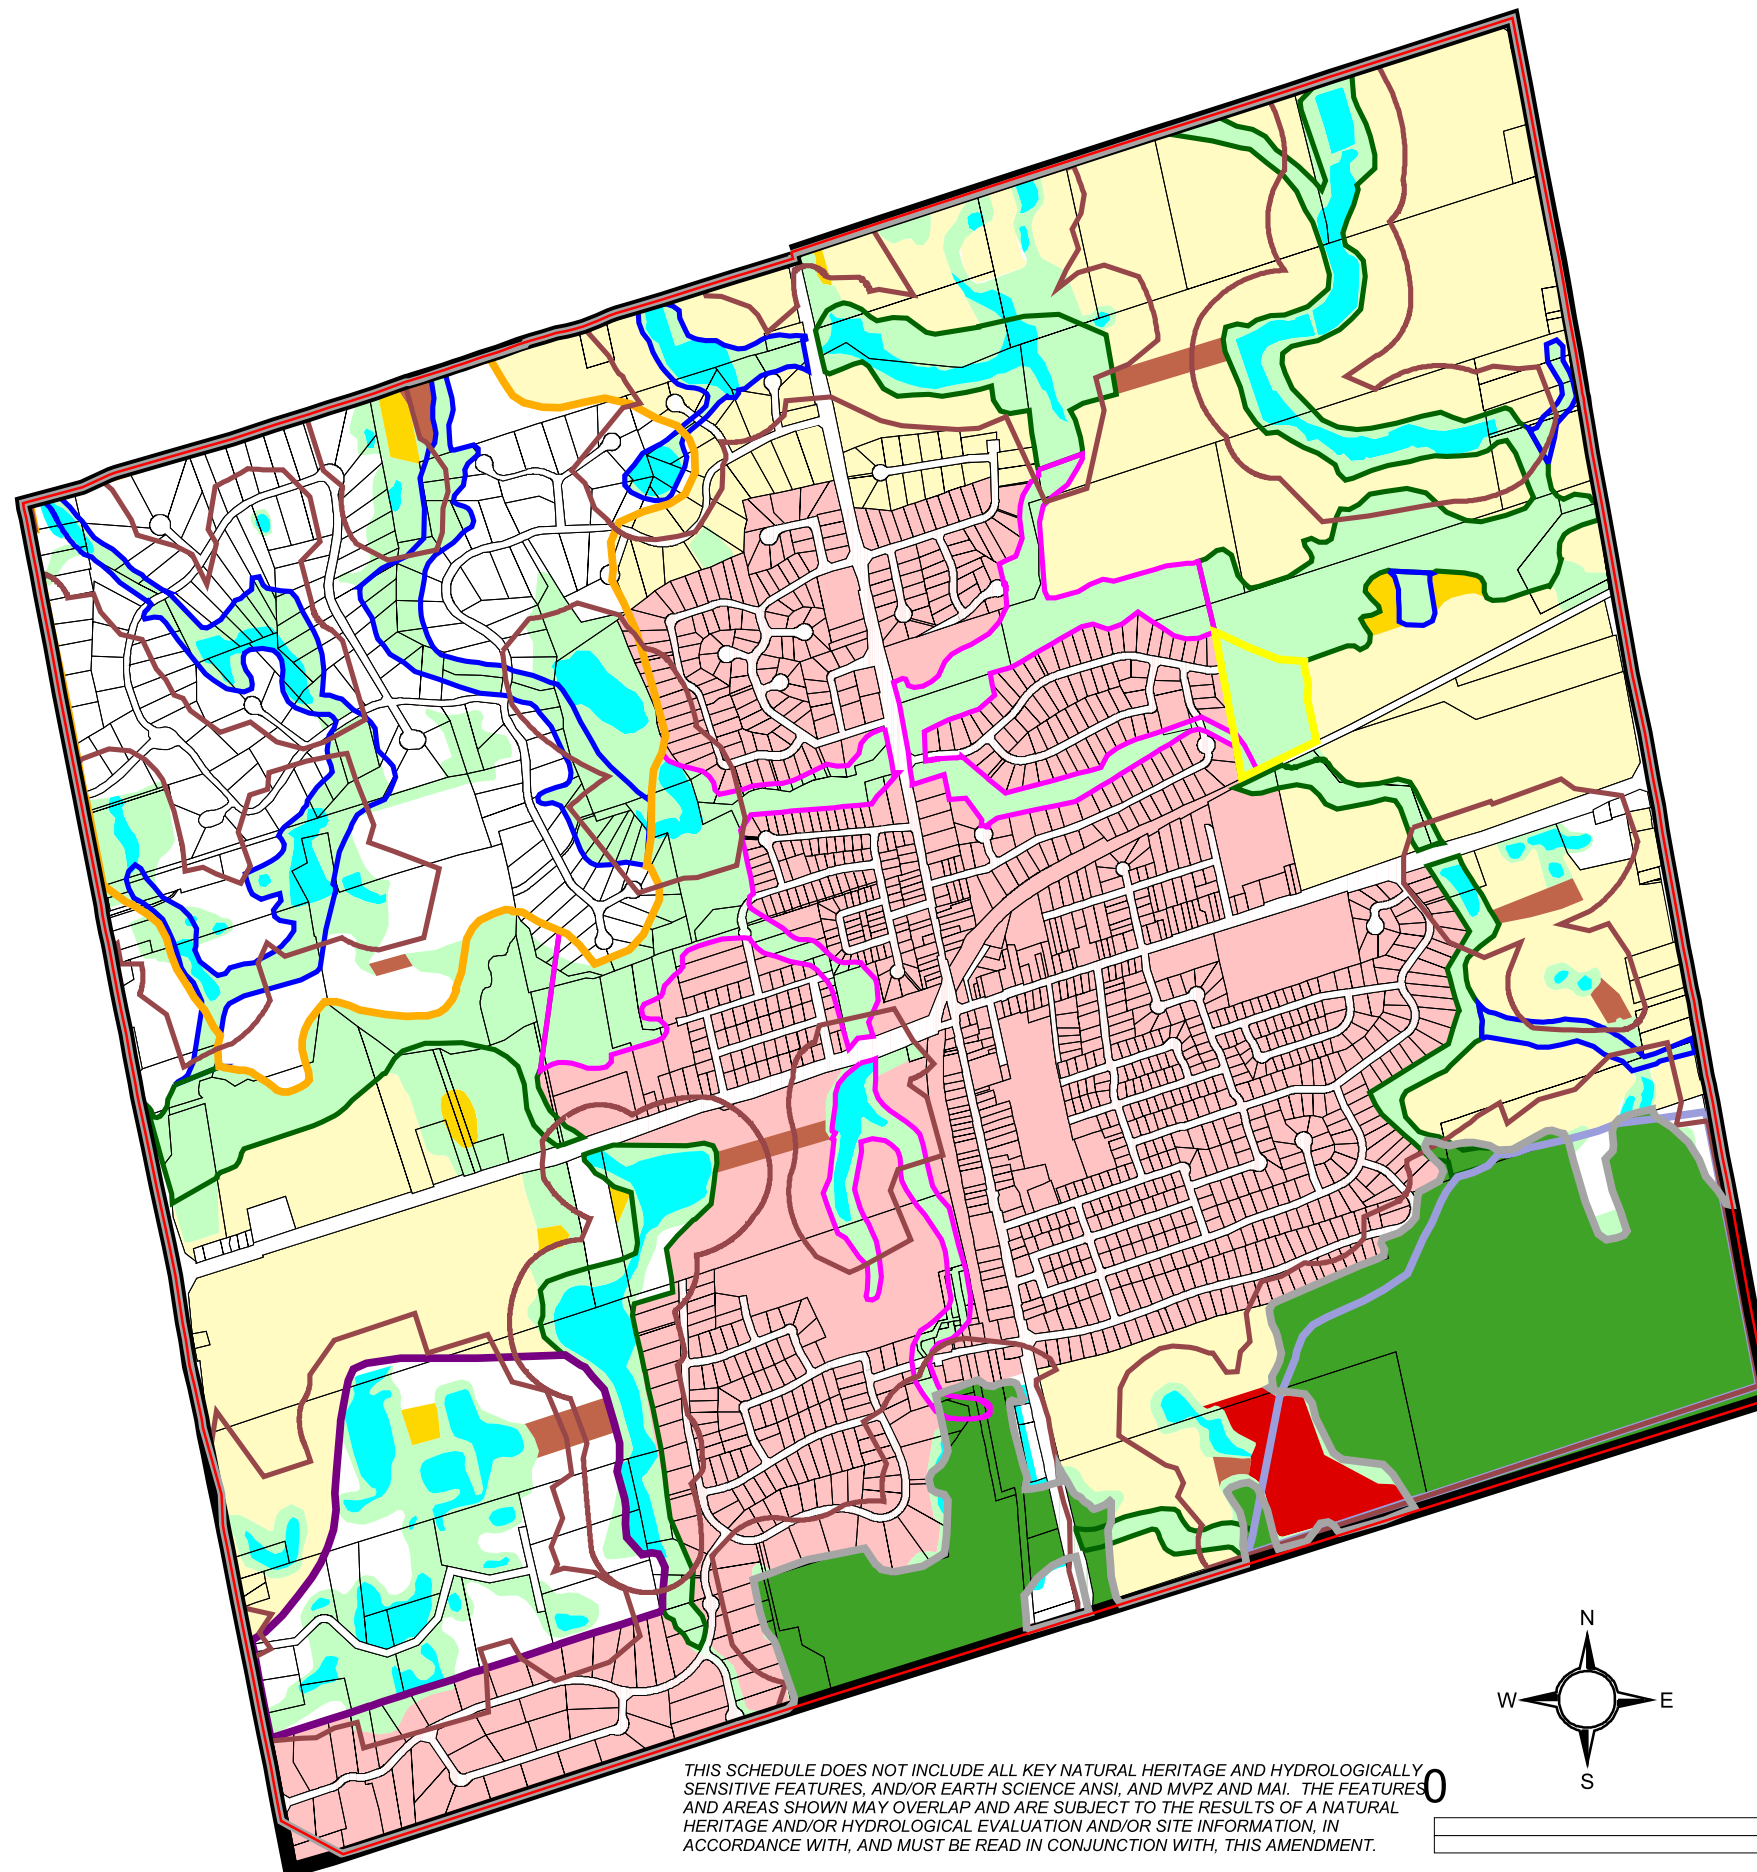 N
W E
S
THIS SCHEDULE DOES NOT INCLUDE ALL KEY NATURAL HERITAGE AND HYDROLOGICALLY
SENSITIVE FEATURES, AND/OR EARTH SCIENCE ANSI, AND MVPZ AND MAI. THE FEATURES
AND AREAS SHOWN MAY OVERLAP AND ARE SUBJECT TO THE RESULTS OF A NATURAL
HERITAGE AND/OR HYDROLOGICAL EVALUATION AND/OR SITE INFORMATION, IN
ACCORDANCE WITH, AND MUST BE READ IN CONJUNCTION WITH, THIS AMENDMENT.
0